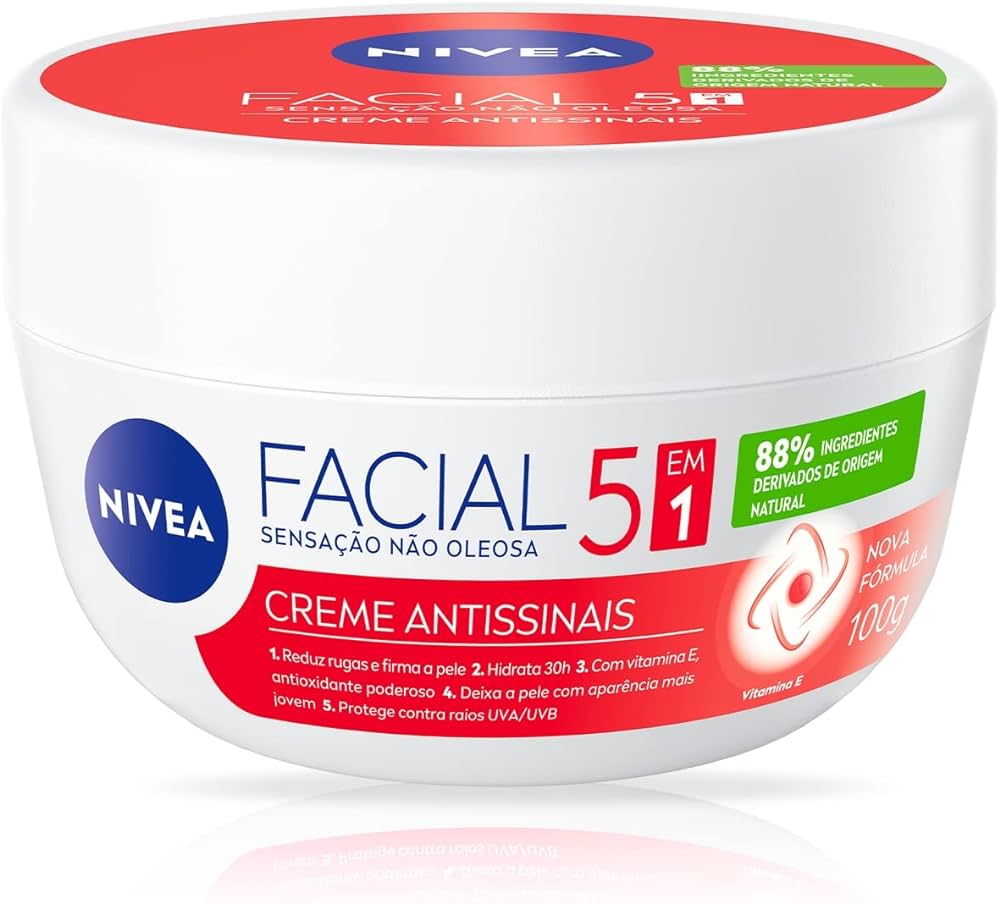 NIVEA
88%
INGREDIENTES
DERIVADOS DE
ORIGEM NATURAL
FACIAL 5 EM 1
SENSAÇÃO NÃO OLEOSA
CREME ANTISSINAIS
NIVEA
FACIAL 5 EM 1
SENSAÇÃO NÃO OLEOSA
88% INGREDIENTES
DERIVADOS DE ORIGEM
NATURAL
CREME ANTISSINAIS
1. Reduz rugas e firma a pele 2. Hidrata 30h 3. Com vitamina E,
antioxidante poderoso 4. Deixa a pele com aparência mais
jovem 5. Protege contra raios UVA/UVB
NOVA
FÓRMULA
100g
Vitamina E